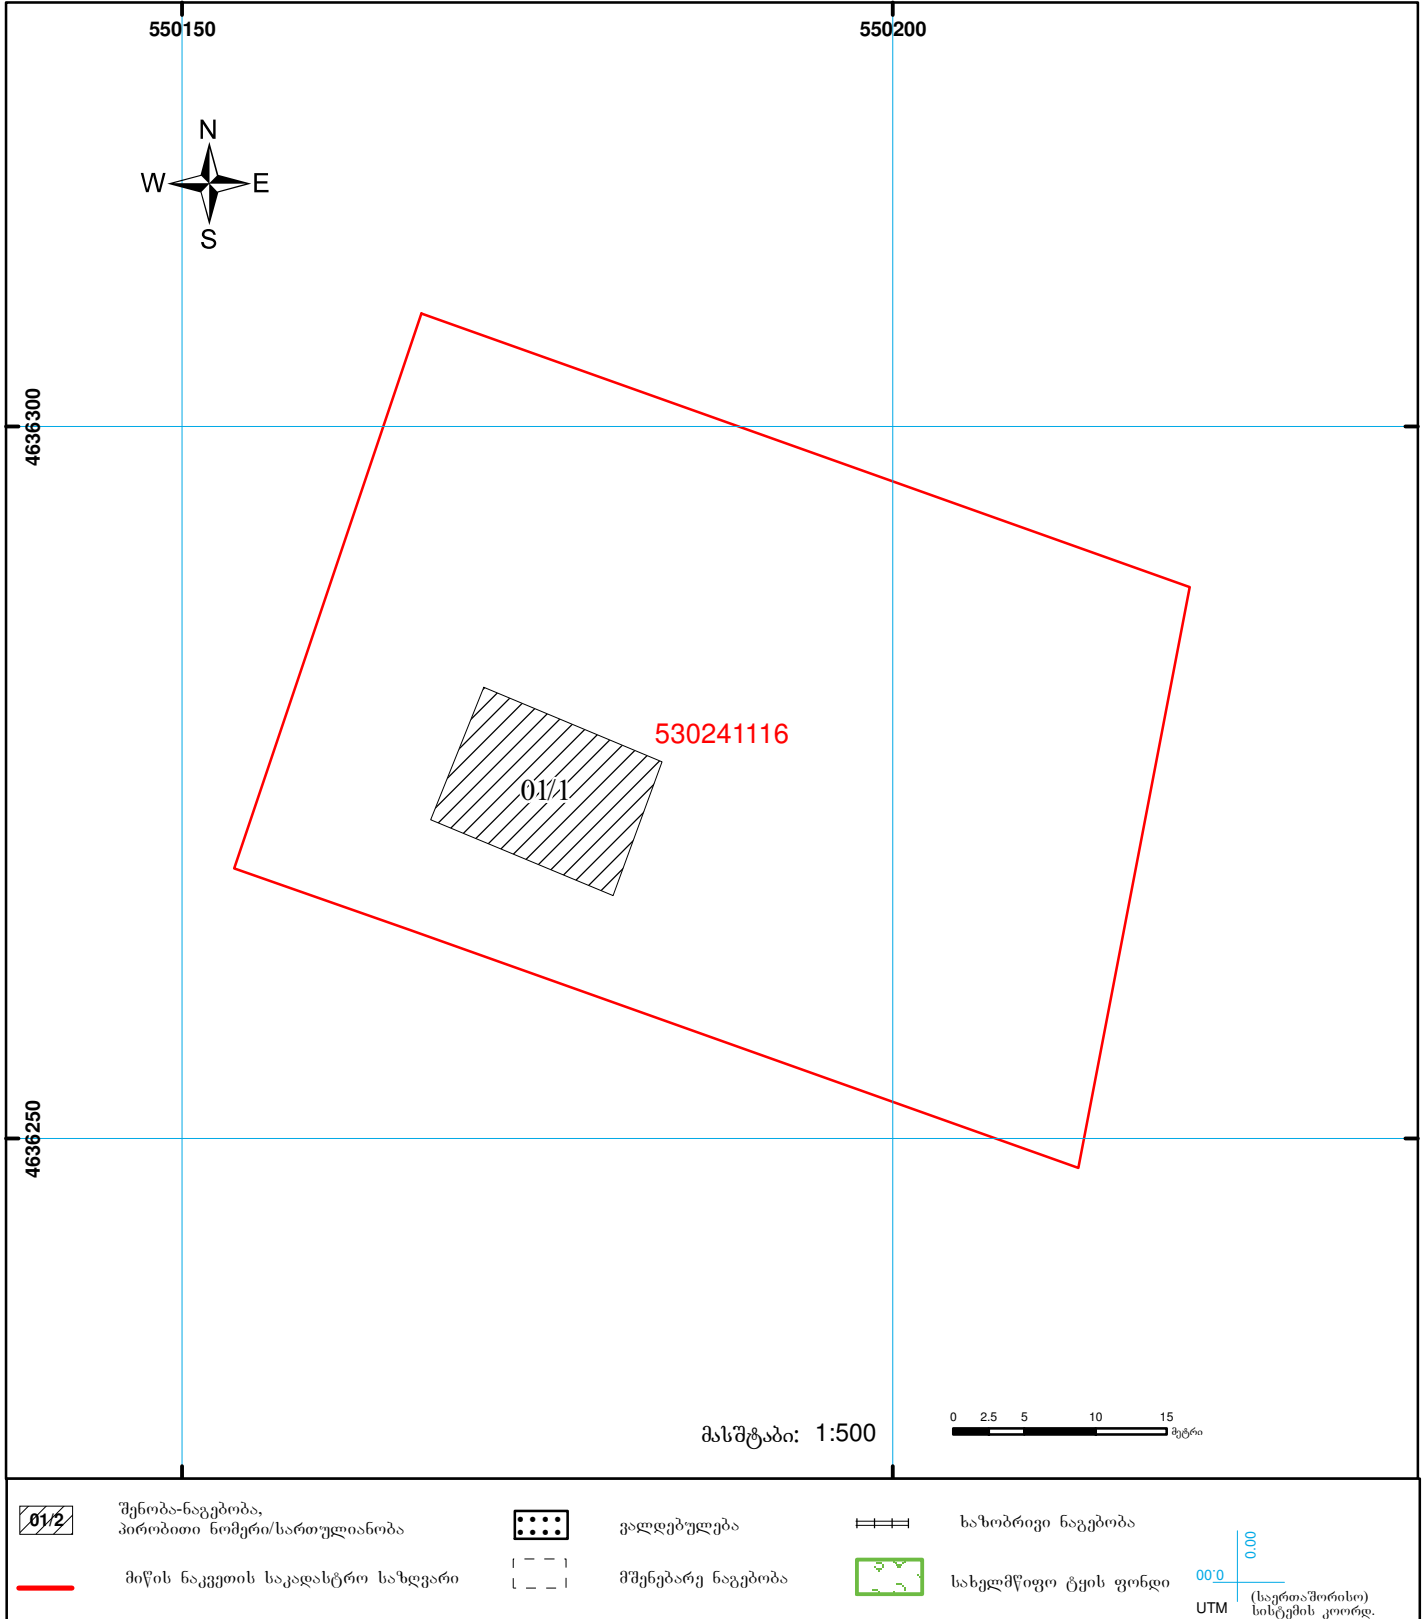 550150 550200
N
W E
S
4636300
530241116
01/1
4636250
მასშტაბი: 1:500
0 2.5 5 10 15
მეტრი
01/2
შენობა-ნაგებობა,
პირობითი ნომერი/სართულიანობა
ვალდებულება
ხაზობრივი ნაგებობა
მიწის ნაკვეთის საკადასტრო საზღვარი
მშენებარე ნაგებობა
სახელმწიფო ტყის ფონდი
00.0
00.0
UTM
(საერთაშორისო)
სისტემის კოორდ.